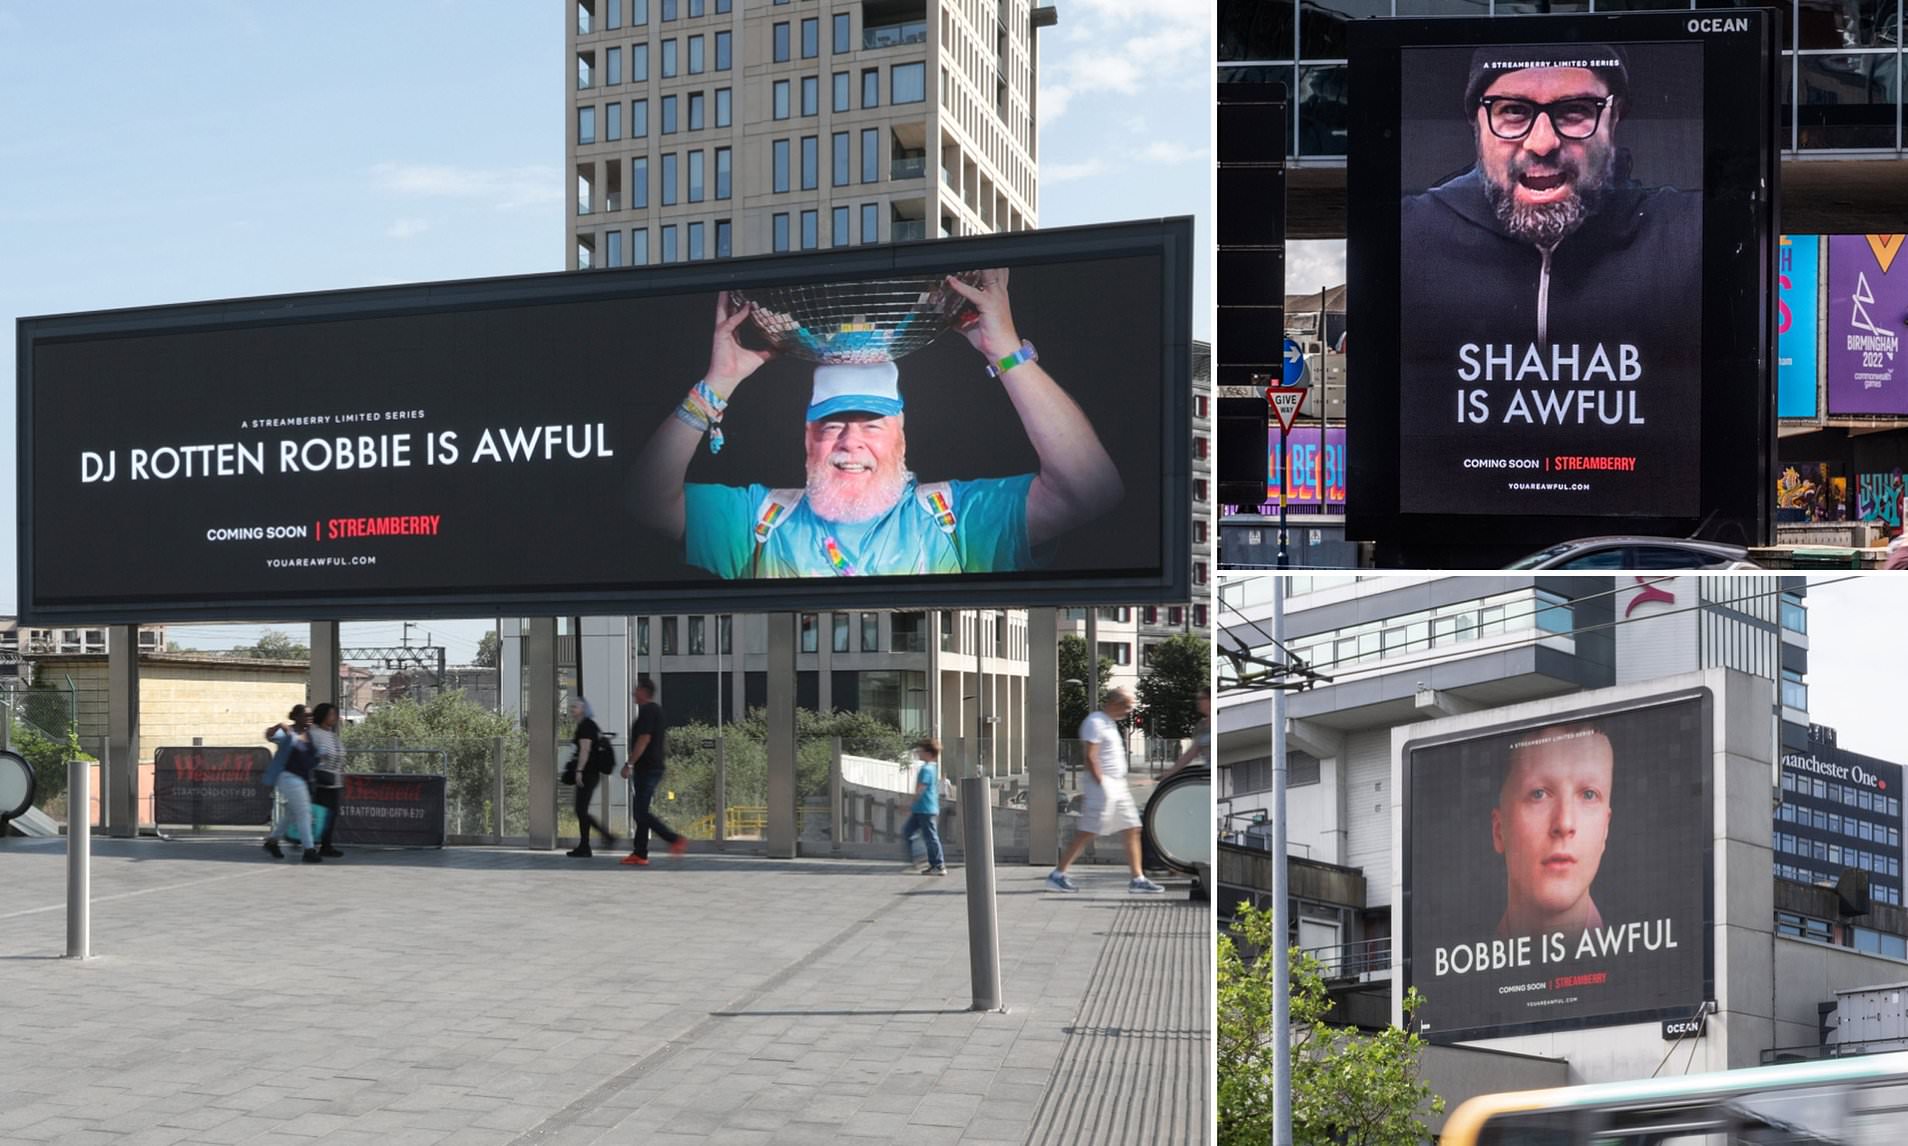 A STREAMBERRY LIMITED SERIES
DJ ROTTEN ROBBIE IS AWFUL
COMING SOON | STREAMBERRY
YOUAREAWFUL.COM
Westfield
STRATFORD CITY E20
Westfield
STRATFORD CITY E20
OCEAN
A STREAMBERRY LIMITED SERIES
SHAHAB
IS AWFUL
COMING SOON | STREAMBERRY
YOUAREAWFUL.COM
GIVE
WAY
BE
BIRMINGHAM
2022
commonwealth
games
A STREAMBERRY LIMITED SERIES
BOBBIE IS AWFUL
COMING SOON | STREAMBERRY
YOUAREAWFUL.COM
OCEAN
Manchester One